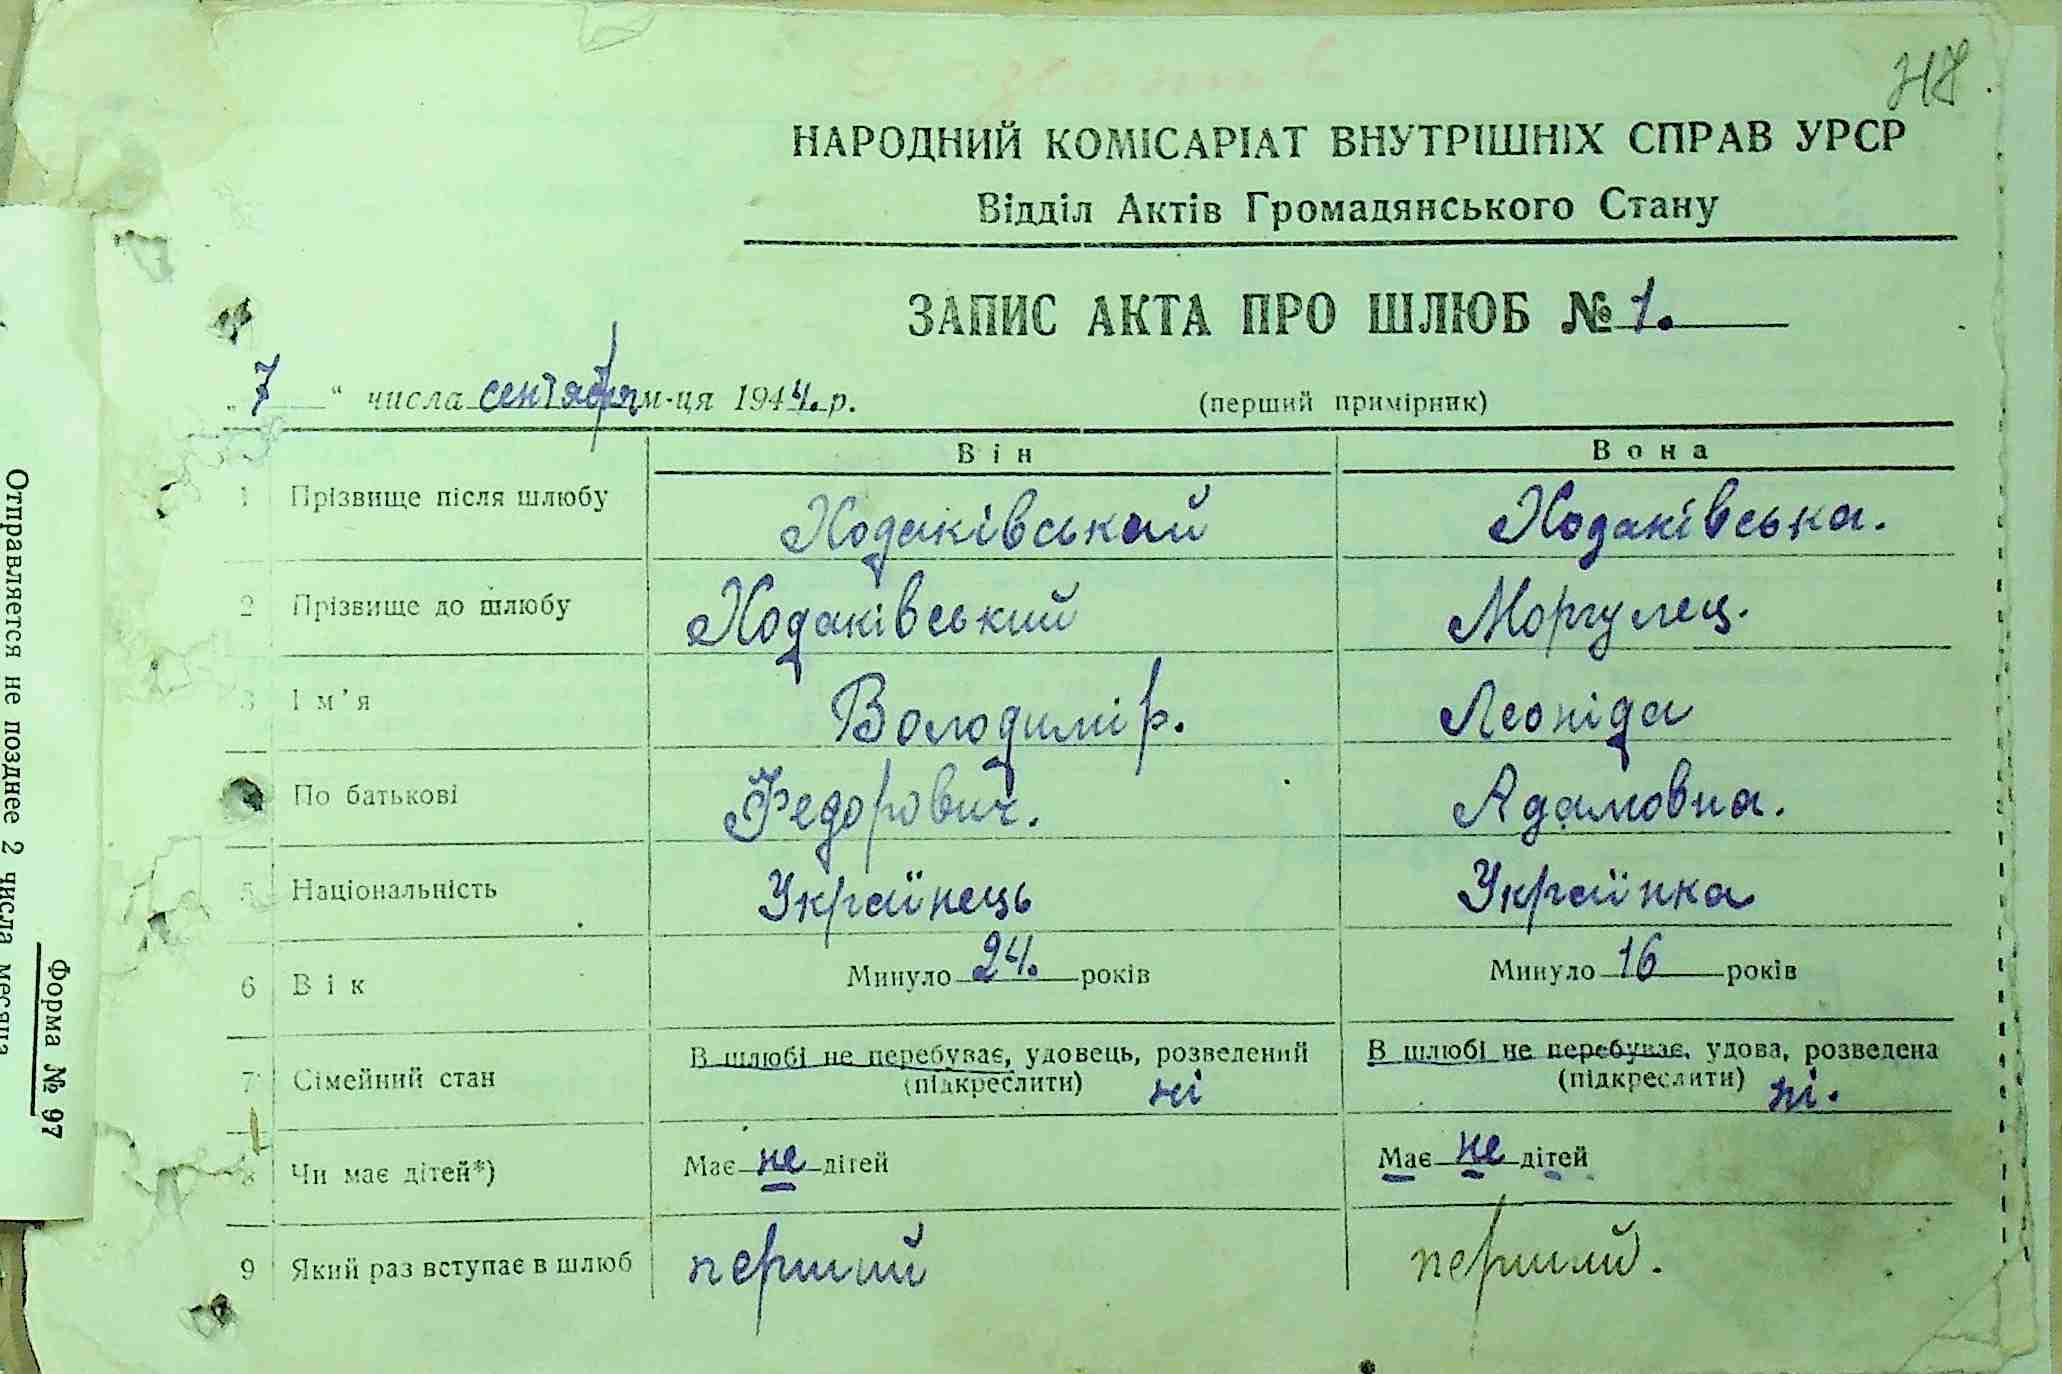 НАРОДНИЙ КОМІСАРІАТ ВНУТРІШНІХ СПРАВ УРСР
Відділ Актів Громадянського Стану
ЗАПИС АКТА ПРО ШЛЮБ № 1.
„7“ числа сентября м-ця 1944. р. (перший примірник)
Він Вона
1 Прізвище після шлюбу Ходаківський Ходаківська.
2 Прізвище до шлюбу Ходаківський Моргулец.
3 Ім'я Володимір. Леоніда
По батькові Федорович. Адамовна.
5 Національність Українець Українка
6 Вік Минуло 24. років Минуло 16 років
7 Сімейний стан В шлюбі не перебуває, удовець, розведений (підкреслити) ні В шлюбі не перебуває, удова, розведена (підкреслити) ні.
8 Чи має дітей*) Має не дітей Має не дітей
9 Який раз вступає в шлюб перший перший.
Отправляется не позднее 2 числа месяца
Форма № 97